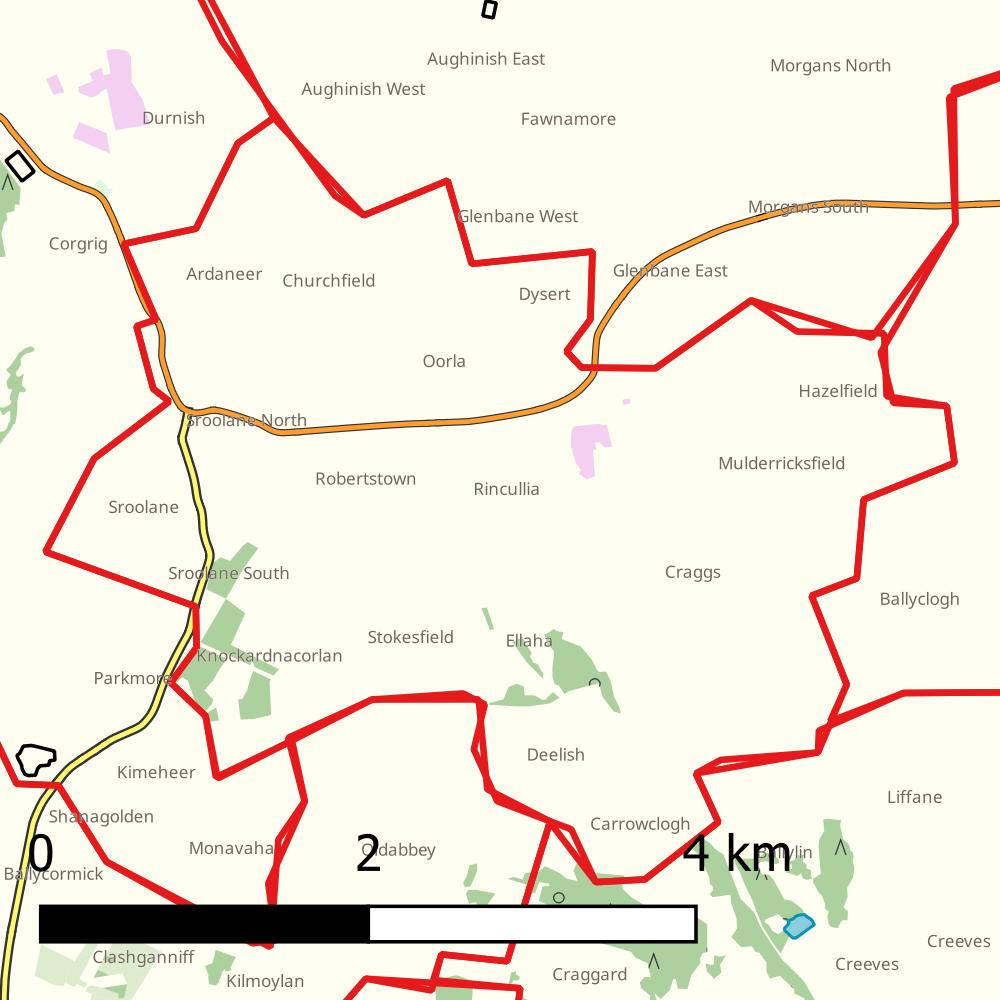 Aughinish East
Morgans North
Aughinish West
Durnish
Fawnamore
Morgans South
Glenbane West
Corgrig
Glenbane East
Ardaneer
Churchfield
Dysert
Oorla
Hazelfield
Sroolane North
Mulderricksfield
Robertstown
Rincullia
Sroolane
Sroolane South
Craggs
Ballyclogh
Stokesfield
Ellaha
Knockardnacorlan
Parkmore
Deelish
Kimeheer
Liffane
Shanagolden
Carrowclogh
Monavaha
Oldabbey
Ballylin
0 2 4 km
Ballycormick
Creeves
Clashganniff
Creeves
Craggard
Kilmoylan